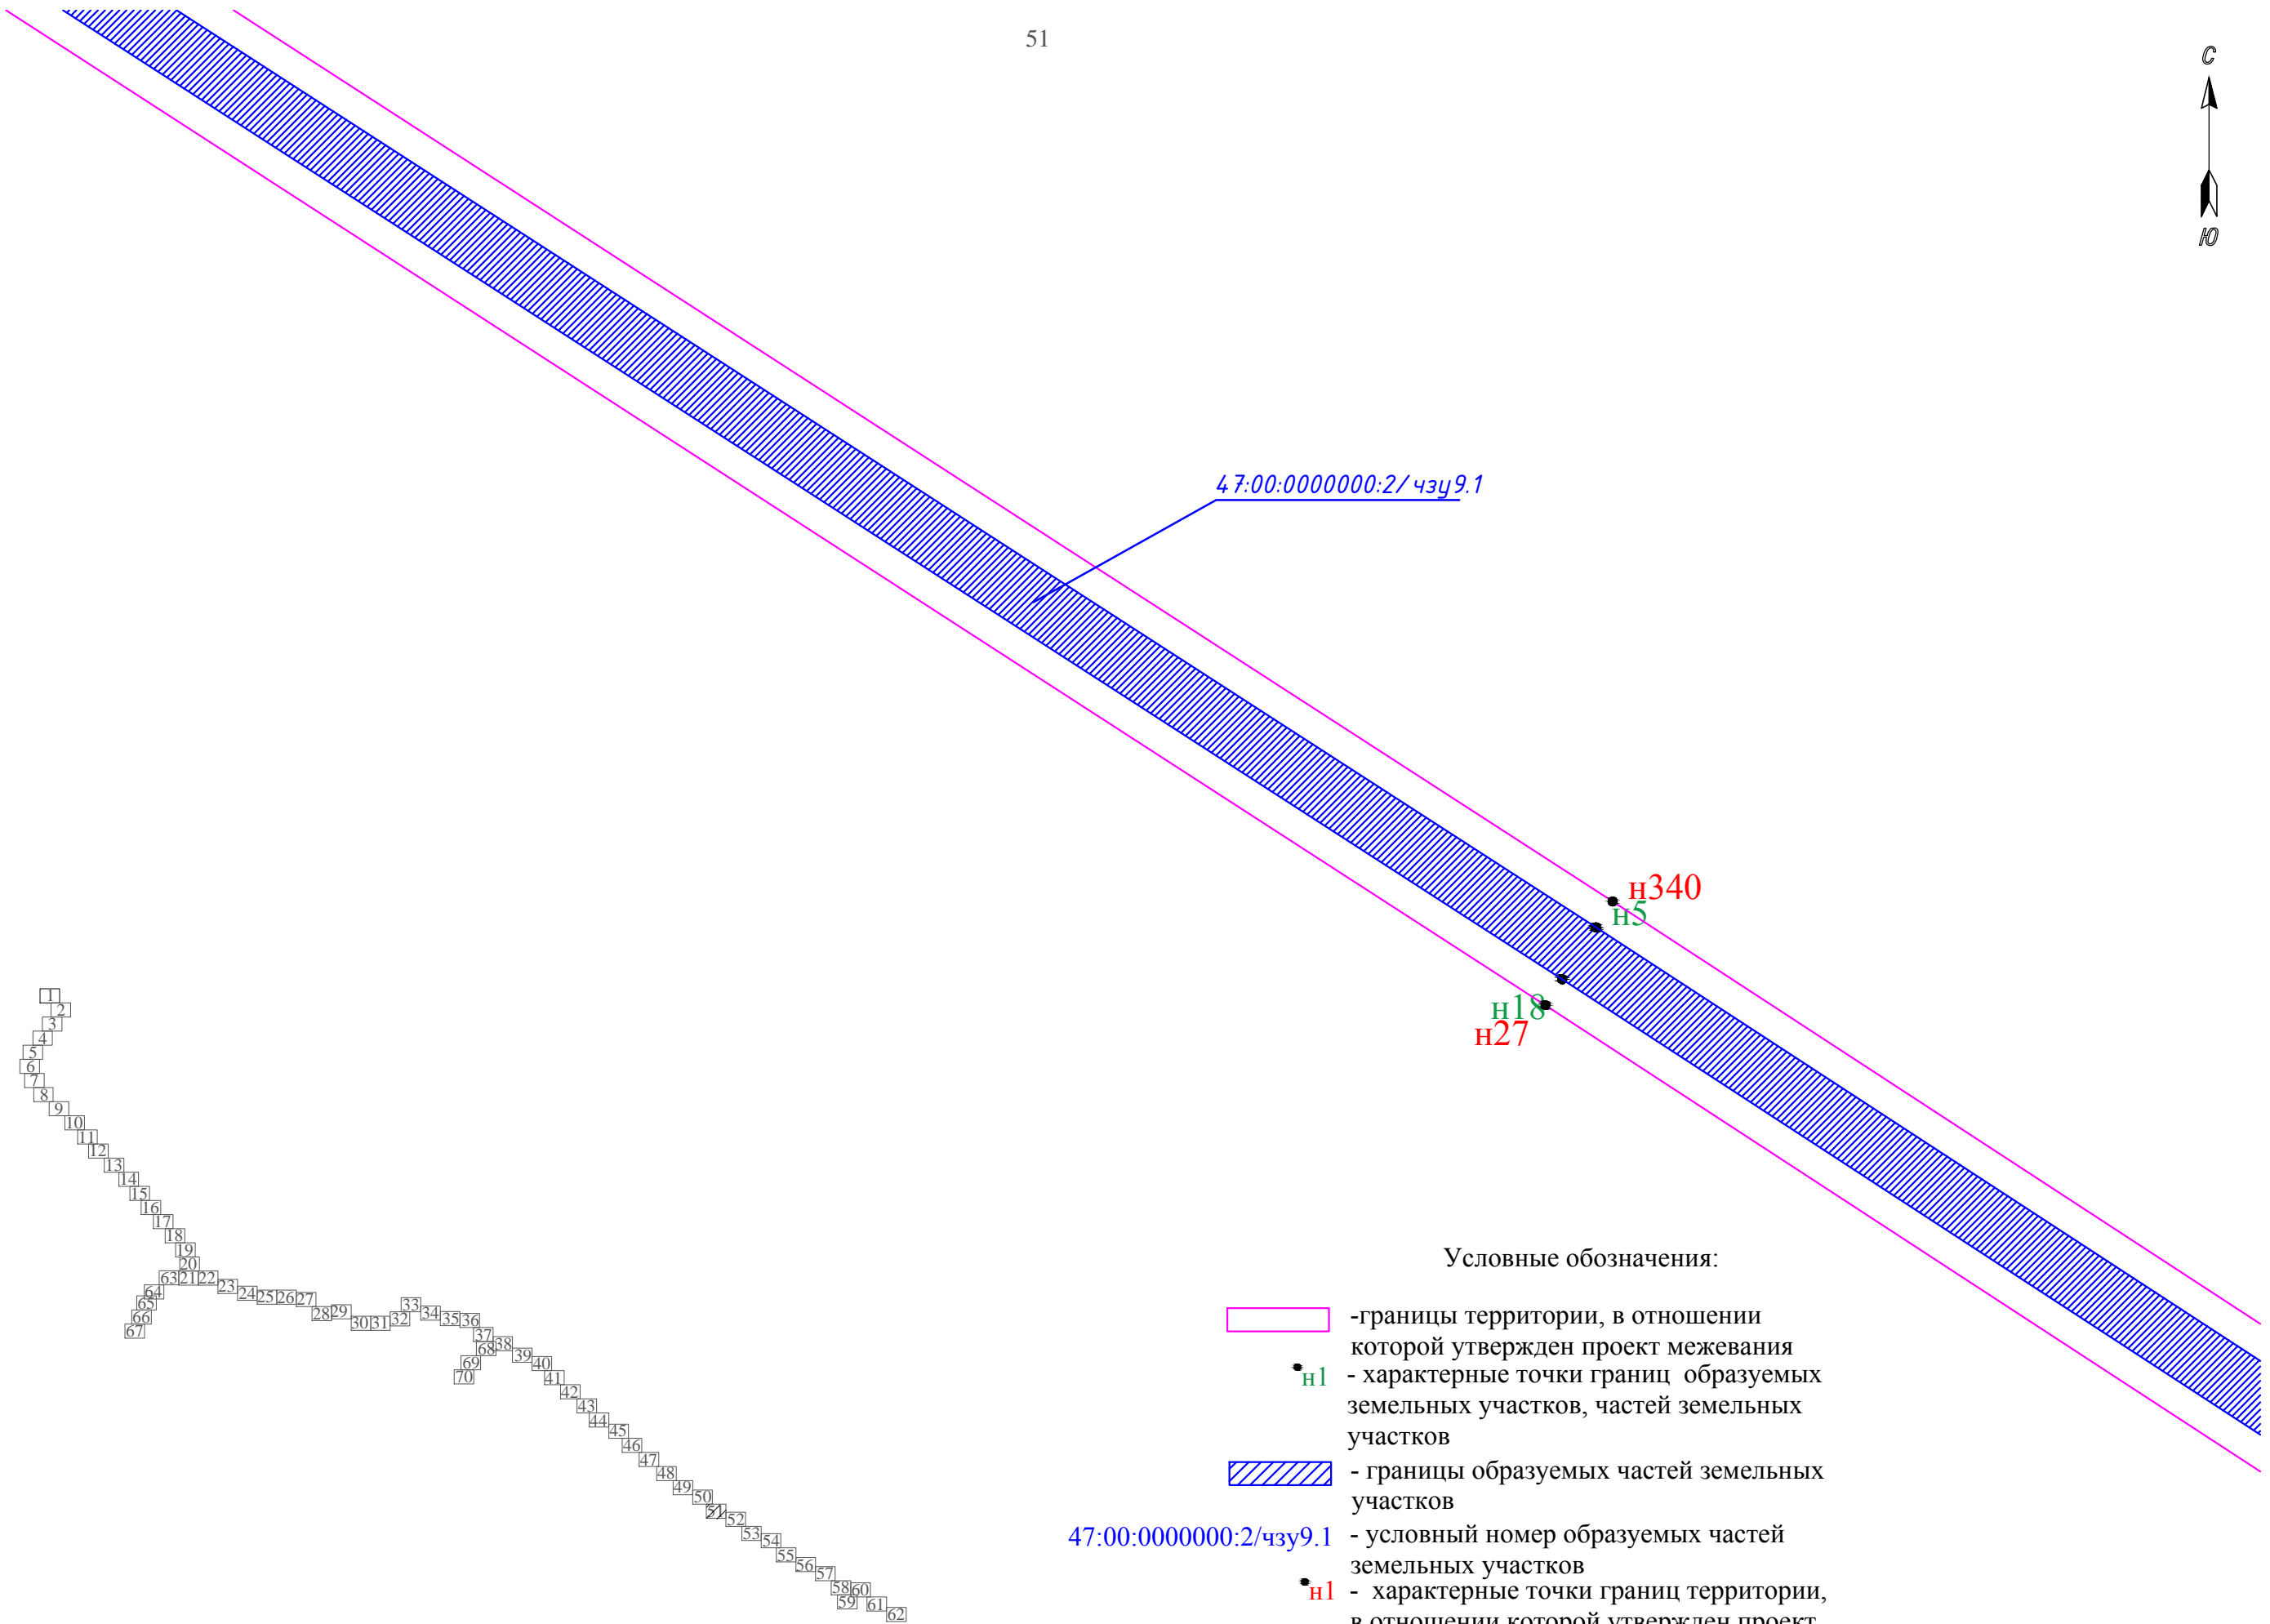 51
С
Ю
47:00:0000000:2/чзу9.1
н340
н5
н18
н27
1
2
3
4
5
6
7
8
9
10
11
12
13
14
15
16
17
18
19
20
63 21 22
23
64
24
25 26 27
65
28 29
66
30 31 32
67
33
34
35 36
37
38
68
39
69
40
70
41
42
43
44
45
46
47
48
49
50
51
52
53
54
55
56
57
58 60
59
61
62
Условные обозначения:
-границы территории, в отношении
которой утвержден проект межевания
н1 - характерные точки границ образуемых
земельных участков, частей земельных
участков
- границы образуемых частей земельных
участков
47:00:0000000:2/чзу9.1 - условный номер образуемых частей
земельных участков
н1 - характерные точки границ территории,
в отношении которой утвержден проект